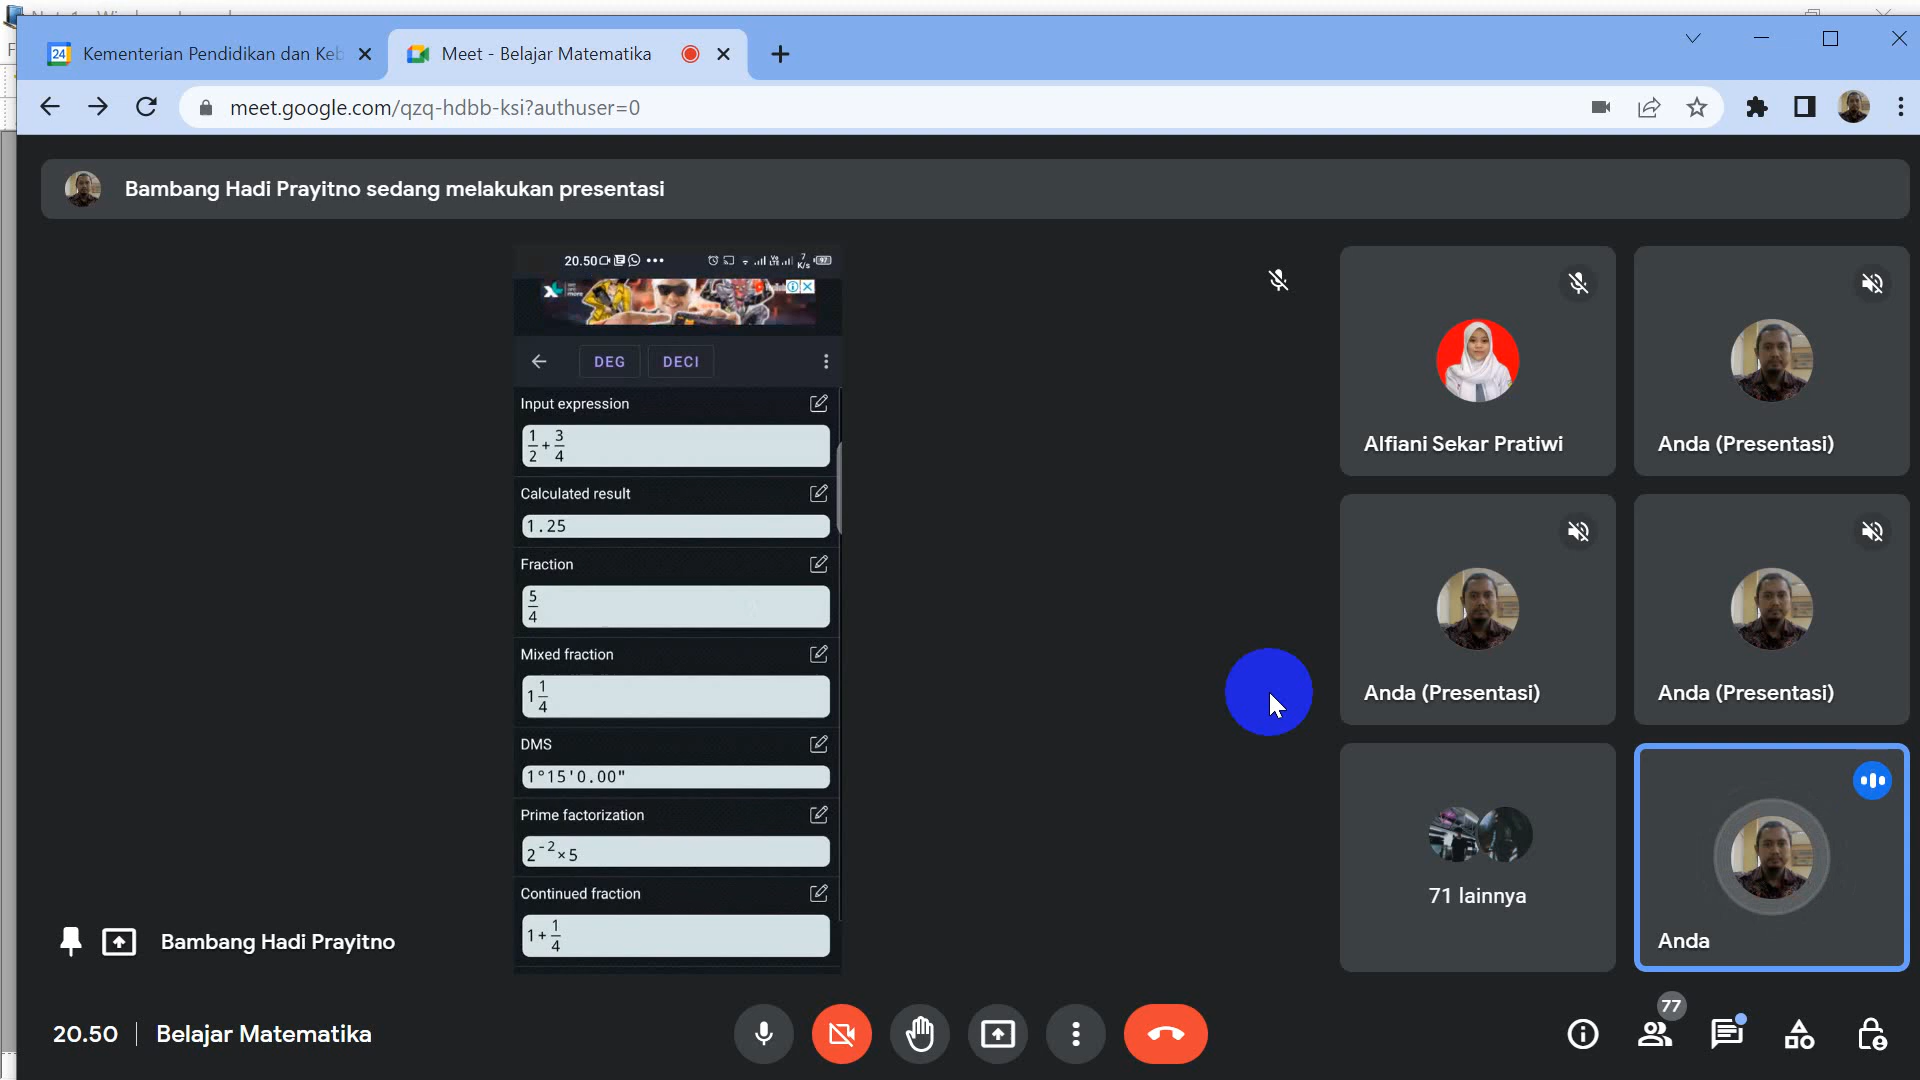 Kementerian Pendidikan dan Keb
Meet - Belajar Matematika
meet.google.com/qzq-hdbb-ksi?authuser=0
Bambang Hadi Prayitno sedang melakukan presentasi
20.50
7
K/s
97
XL
DEG
DECI
Input expression
1/2 + 3/4
Calculated result
1.25
Fraction
5/4
Mixed fraction
1 1/4
DMS
1°15'0.00"
Prime factorization
2⁻²×5
Continued fraction
1+1/4
Alfiani Sekar Pratiwi
Anda (Presentasi)
Anda (Presentasi)
Anda (Presentasi)
71 lainnya
Anda
Bambang Hadi Prayitno
20.50
Belajar Matematika
77